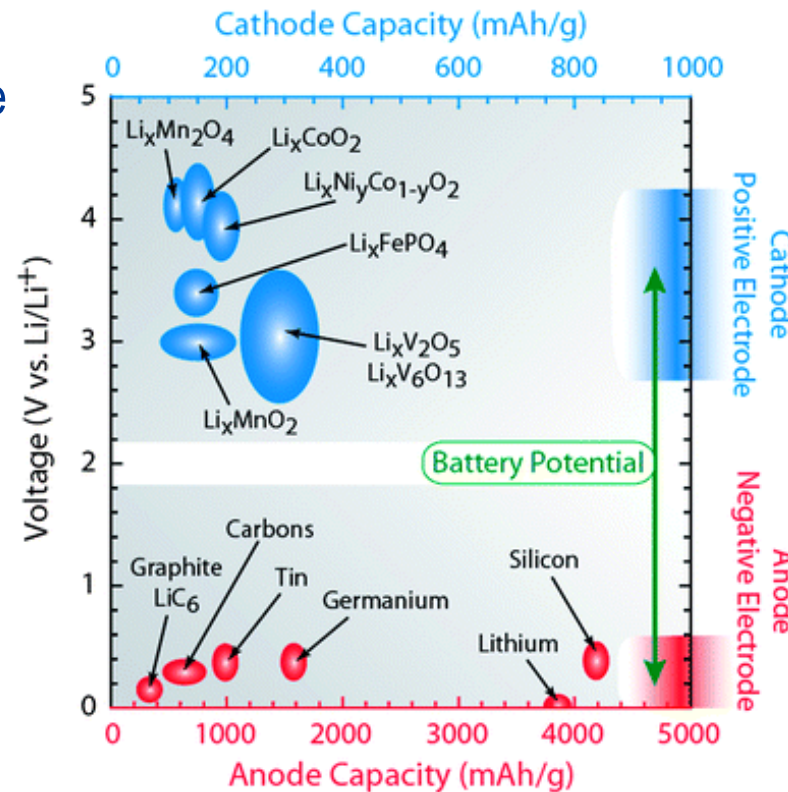 Cathode Capacity (mAh/g)
0 200 400 600 800 1000
e
5
LiₓMn₂O₄
LiₓCoO₂
LiₓNiᵧCo₁₋ᵧO₂
4
LiₓFePO₄
3
LiₓV₂O₅
LiₓV₆O₁₃
LiₓMnO₂
2
Battery Potential
Carbons
Graphite
LiC₆
Tin
Germanium
Silicon
Lithium
1
0
Voltage (V vs. Li/Li⁺)
Cathode
Positive Electrode
Anode
Negative Electrode
0 1000 2000 3000 4000 5000
Anode Capacity (mAh/g)